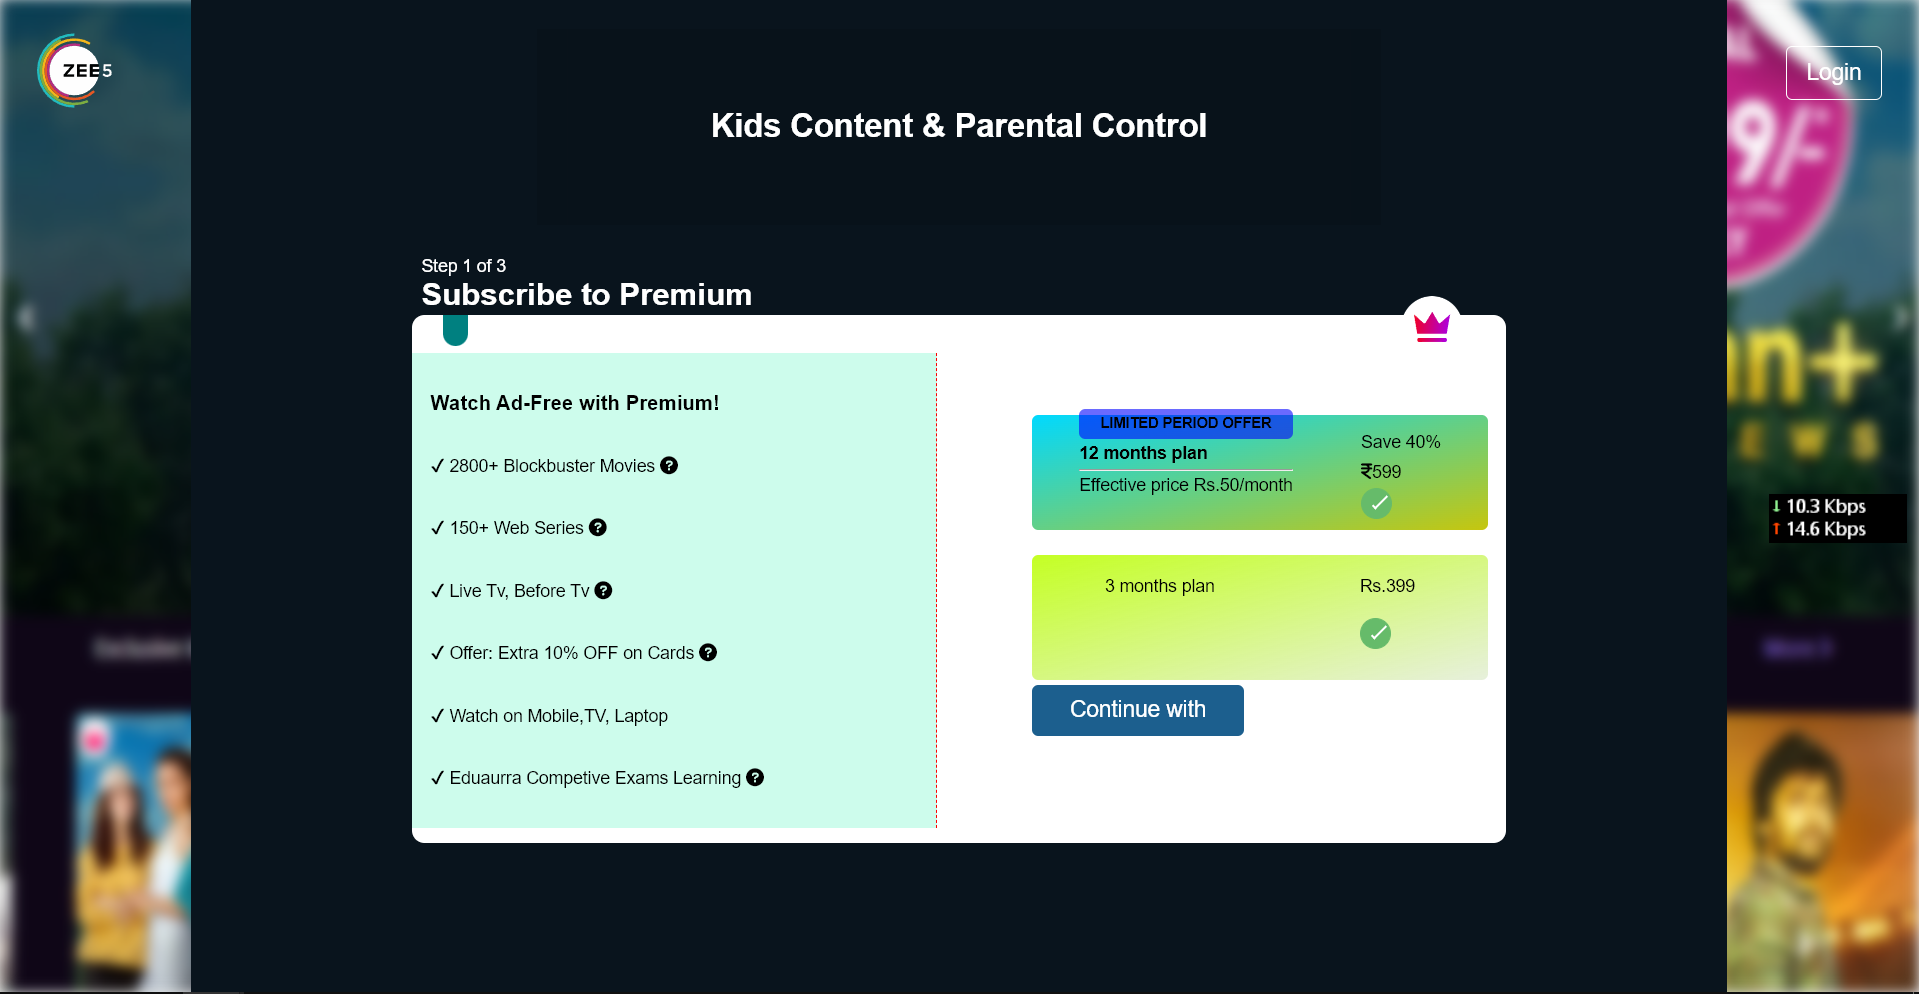 ZEE5
Login
Kids Content & Parental Control
Step 1 of 3
Subscribe to Premium
Watch Ad-Free with Premium!
✓ 2800+ Blockbuster Movies ?
✓ 150+ Web Series ?
✓ Live Tv, Before Tv ?
✓ Offer: Extra 10% OFF on Cards ?
✓ Watch on Mobile,TV, Laptop
✓ Eduaurra Competive Exams Learning ?
LIMITED PERIOD OFFER
12 months plan
Effective price Rs.50/month
Save 40%
₹599
3 months plan
Rs.399
Continue with
9/-
n+
EWS
↓ 10.3 Kbps
↑ 14.6 Kbps
More